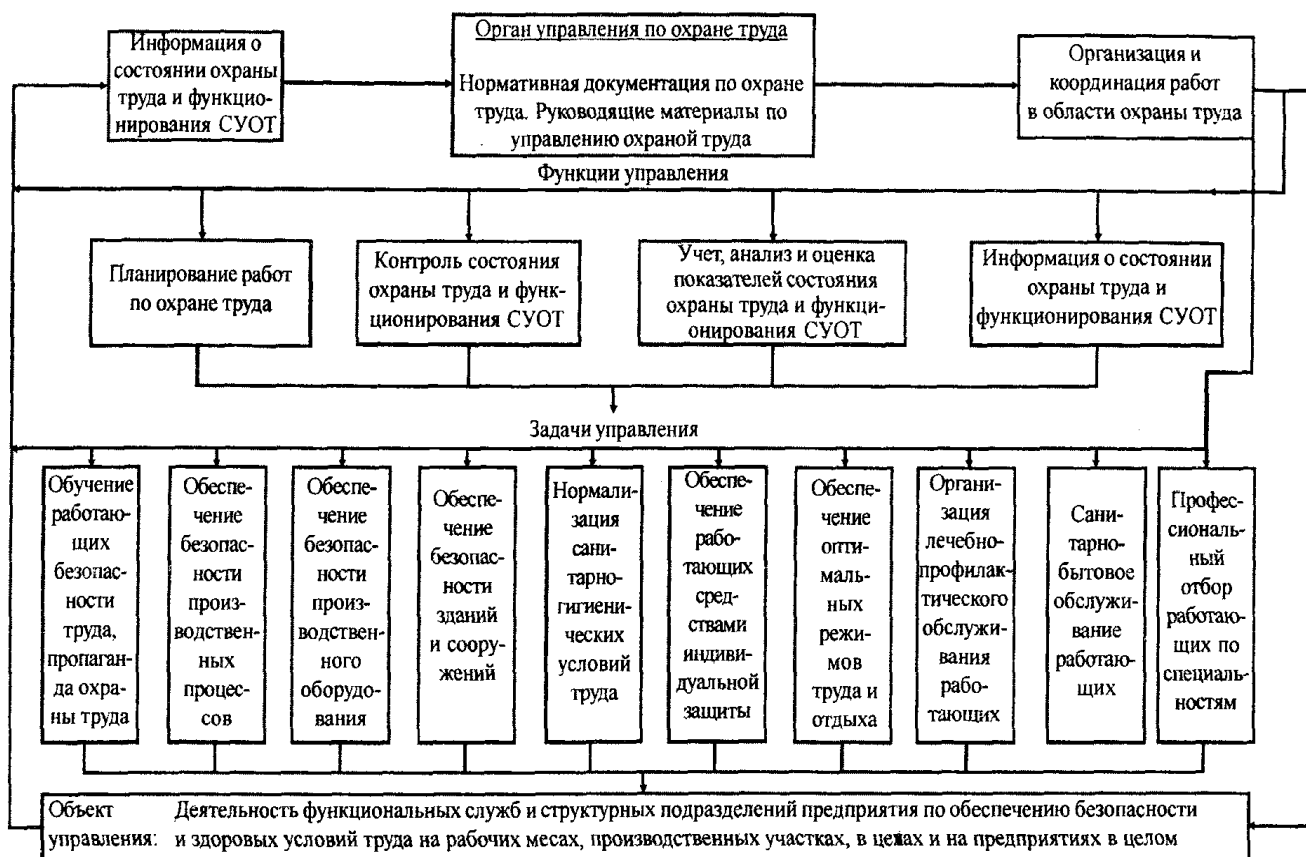 Информация о
состоянии охраны
труда и функцио-
нирования СУОТ
Орган управления по охране труда
Нормативная документация по охране
труда. Руководящие материалы по
управлению охраной труда
Организация и
координация работ
в области охраны труда
Функции управления
Планирование работ
по охране труда
Контроль состояния
охраны труда и функ-
ционирования СУОТ
Учет, анализ и оценка
показателей состояния
охраны труда и функци-
онирования СУОТ
Информация о состоянии
охраны труда и
функционирования СУОТ
Задачи управления
Обучение
работаю-
щих
безопас-
ности
труда,
пропаган-
да охра-
ны труда
Обеспе-
чение
безопас-
ности
произ-
водствен-
ных
процес-
сов
Обеспе-
чение
безопас-
ности
произ-
водствен-
ного
оборудо-
вания
Обеспе-
чение
безопас-
ности
зданий
и соору-
жений
Нормали-
зация
сани-
тарно-
гигиени-
ческих
условий
труда
Обеспе-
чение
рабо-
тающих
сред-
ствами
индиви-
дуальной
защиты
Обеспе-
чение
опти-
маль-
ных
режи-
мов
труда и
отдыха
Органи-
зация
лечебно-
профилак-
тического
обслужи-
вания
рабо-
тающих
Сани-
тарно-
бытовое
обслужи-
вание
работаю-
щих
Профес-
сиональ-
ный
отбор
работаю-
щих по
специаль-
ностям
Объект Деятельность функциональных служб и структурных подразделений предприятия по обеспечению безопасности
управления: и здоровых условий труда на рабочих месах, производственных участках, в цехах и на предприятиях в целом